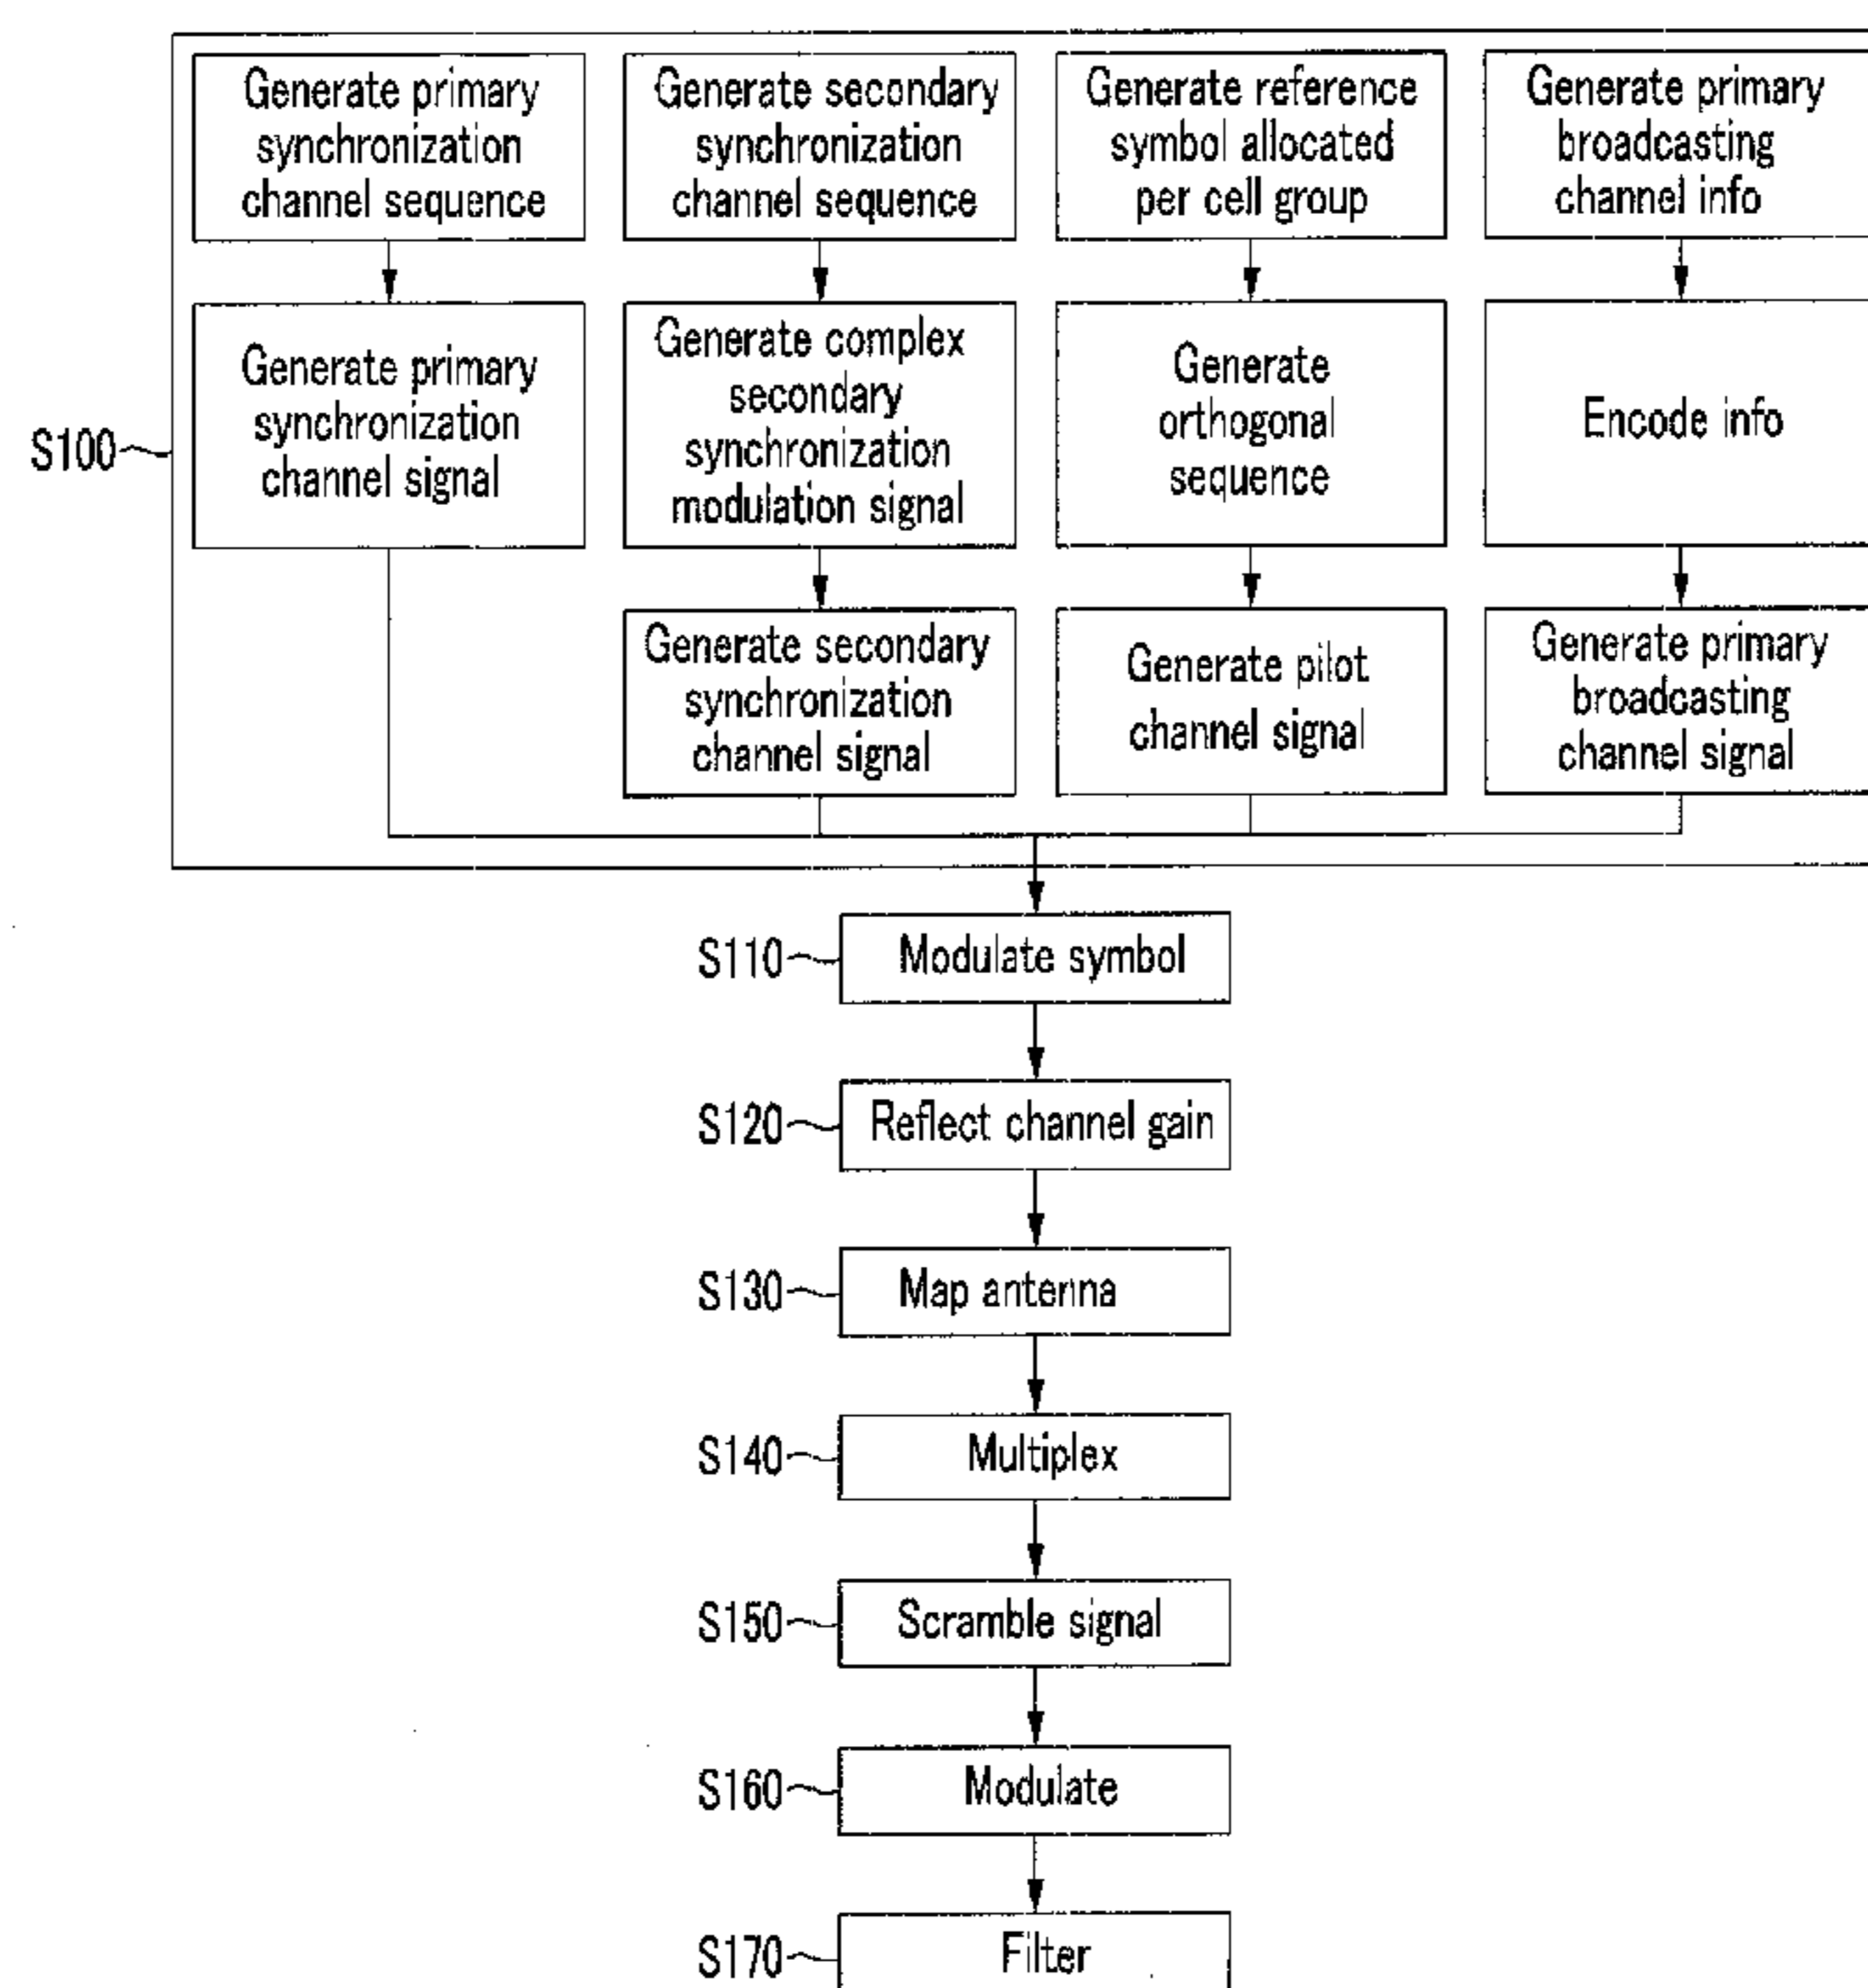 Generate primary
synchronization
channel sequence
Generate secondary
synchronization
channel sequence
Generate reference
symbol allocated
per cell group
Generate primary
broadcasting
channel info
S100
Generate primary
synchronization
channel signal
Generate complex
secondary
synchronization
modulation signal
Generate
orthogonal
sequence
Encode info
Generate secondary
synchronization
channel signal
Generate pilot
channel signal
Generate primary
broadcasting
channel signal
S110
Modulate symbol
S120
Reflect channel gain
S130
Map antenna
S140
Multiplex
S150
Scramble signal
S160
Modulate
S170
Filter